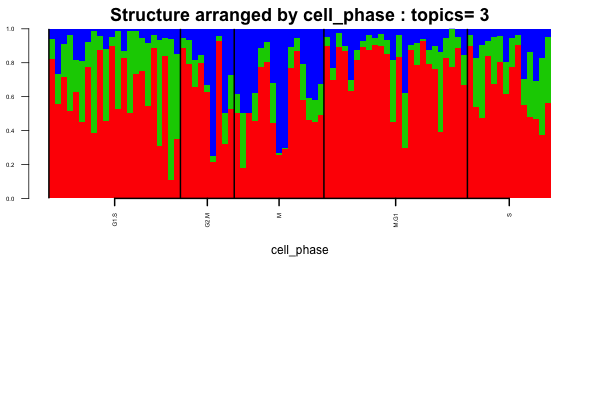 Structure arranged by cell_phase : topics= 3
1.0
0.8
0.6
0.4
0.2
0.0
G1.S
G2.M
M
M.G1
S
cell_phase